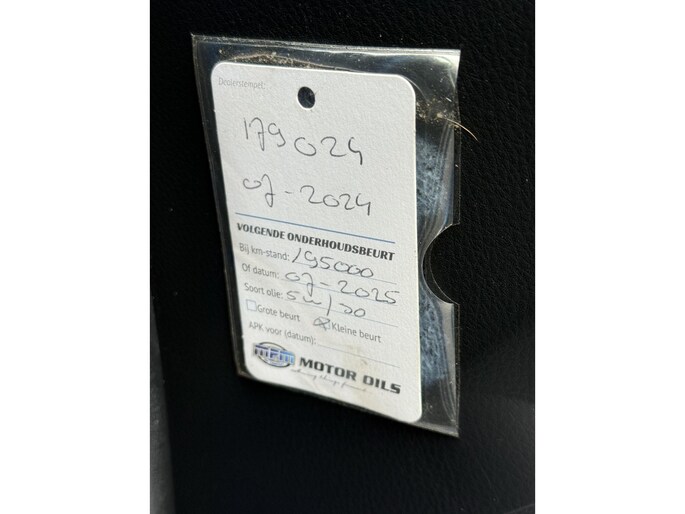 Dealerstempel:
179024
07-2024
VOLGENDE ONDERHOUDSBEURT
Bij km-stand: 195000
Of datum: 07-2025
Soort olie: 5w/30
Grote beurt Kleine beurt
APK voor (datum):
MPM MOTOR OILS